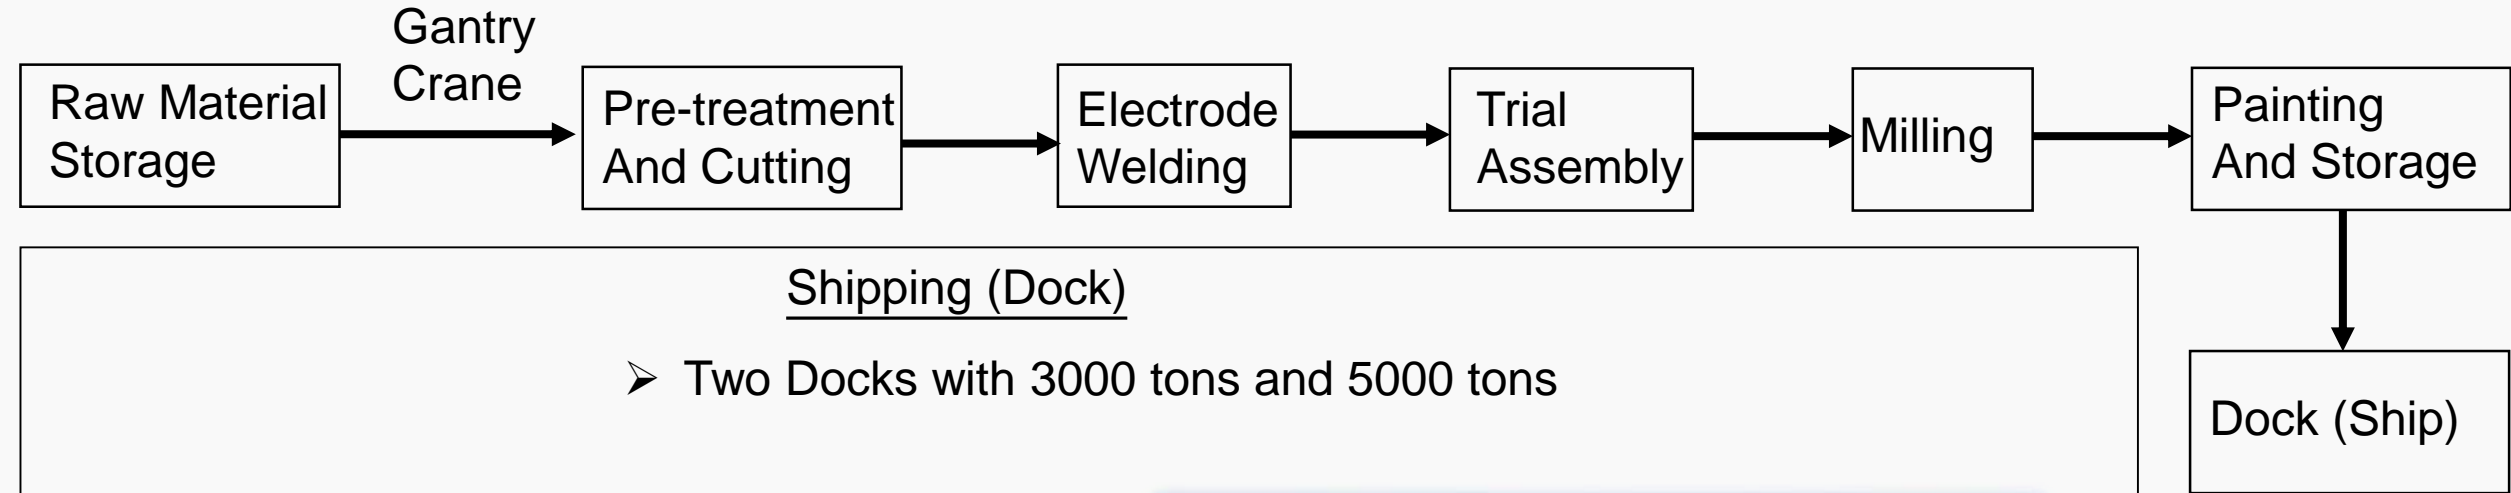 Gantry
Crane
Raw Material
Storage
Pre-treatment
And Cutting
Electrode
Welding
Trial
Assembly
Milling
Painting
And Storage
Shipping (Dock)
➢ Two Docks with 3000 tons and 5000 tons
Dock (Ship)